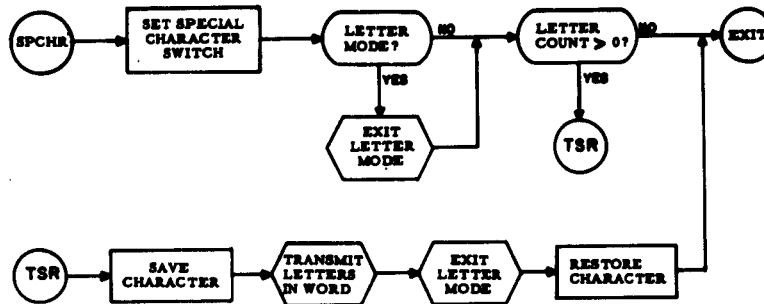 SPCHR
SET SPECIAL
CHARACTER
SWITCH
LETTER
MODE?
NO
YES
EXIT
LETTER
MODE
LETTER
COUNT ⩾ 0?
NO
YES
TSR
EXIT
TSR
SAVE
CHARACTER
TRANSMIT
LETTERS
IN WORD
EXIT
LETTER
MODE
RESTORE
CHARACTER